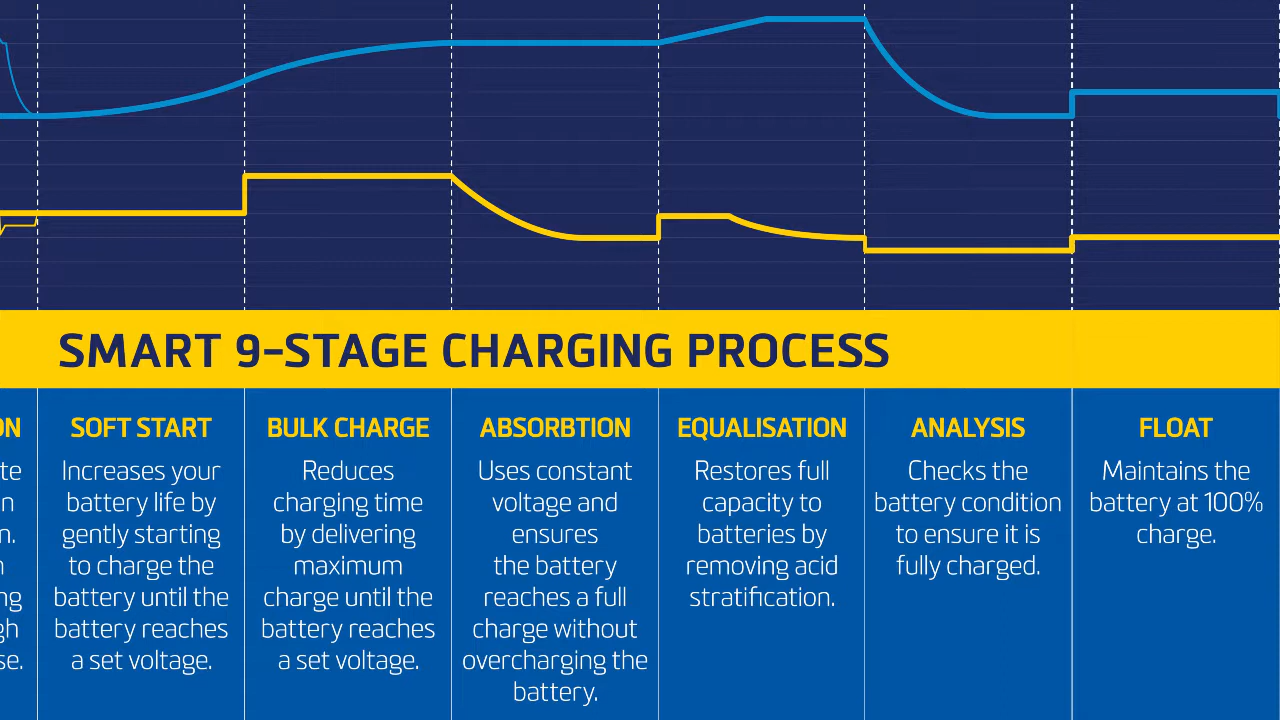 SMART 9-STAGE CHARGING PROCESS
SOFT START
Increases your
battery life by
gently starting
to charge the
battery until the
battery reaches
a set voltage.
BULK CHARGE
Reduces
charging time
by delivering
maximum
charge until the
battery reaches
a set voltage.
ABSORBTION
Uses constant
voltage and
ensures
the battery
reaches a full
charge without
overcharging the
battery.
EQUALISATION
Restores full
capacity to
batteries by
removing acid
stratification.
ANALYSIS
Checks the
battery condition
to ensure it is
fully charged.
FLOAT
Maintains the
battery at 100%
charge.